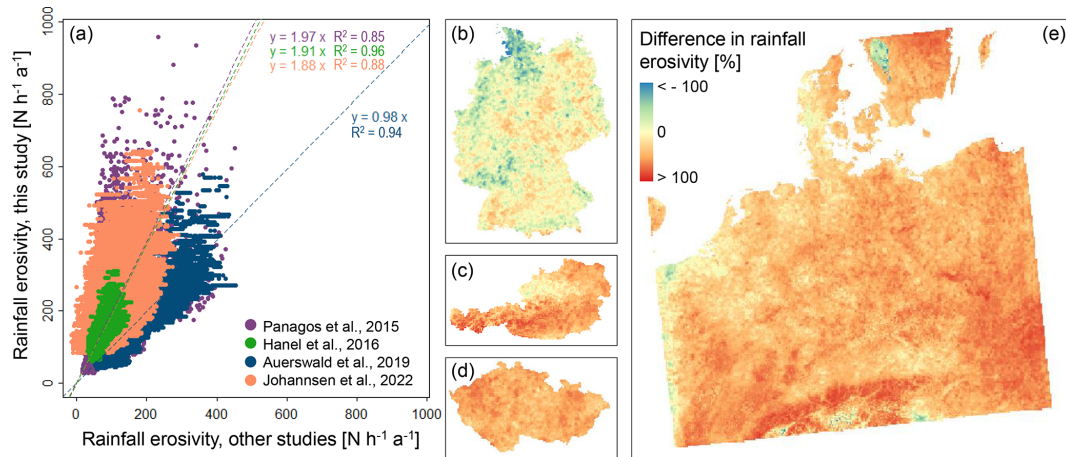 (a)
y = 1.97 x R² = 0.85
y = 1.91 x R² = 0.96
y = 1.88 x R² = 0.88
y = 0.98 x
R² = 0.94
Rainfall erosivity, this study [N h⁻¹ a⁻¹]
1000
800
600
400
200
0
Panagos et al., 2015
Hanel et al., 2016
Auerswald et al., 2019
Johannsen et al., 2022
0 200 400 600 800 1000
Rainfall erosivity, other studies [N h⁻¹ a⁻¹]
(b)
(c)
(d)
Difference in rainfall
erosivity [%]
< - 100
0
> 100
(e)